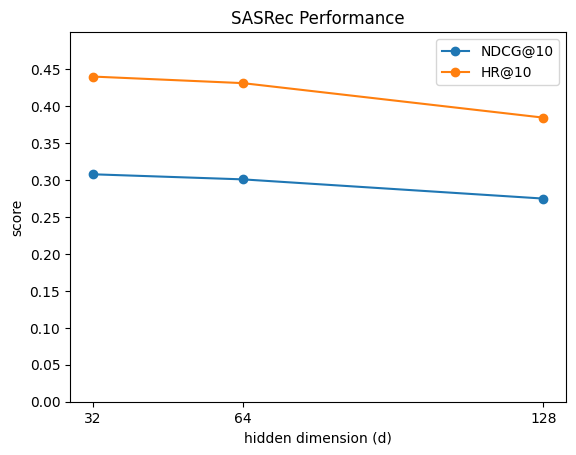 SASRec Performance
NDCG@10
HR@10
score
0.45
0.40
0.35
0.30
0.25
0.20
0.15
0.10
0.05
0.00
32 64 128
hidden dimension (d)